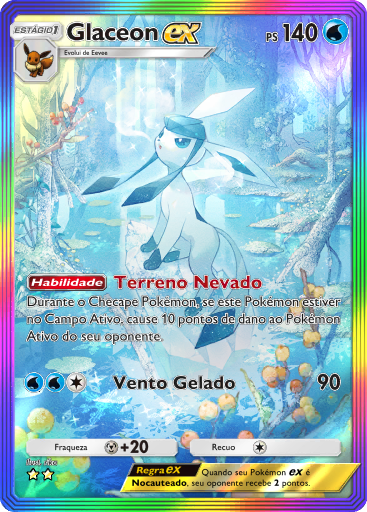 ESTÁGIO 1
Glaceon ex
PS 140
Evolui de Eevee
Habilidade Terreno Nevado
Durante o Checape Pokémon, se este Pokémon estiver
no Campo Ativo, cause 10 pontos de dano ao Pokémon
Ativo do seu oponente.
Vento Gelado 90
Fraqueza +20
Recuo
Regra ex
Quando seu Pokémon ex é
Nocauteado, seu oponente recebe 2 pontos.